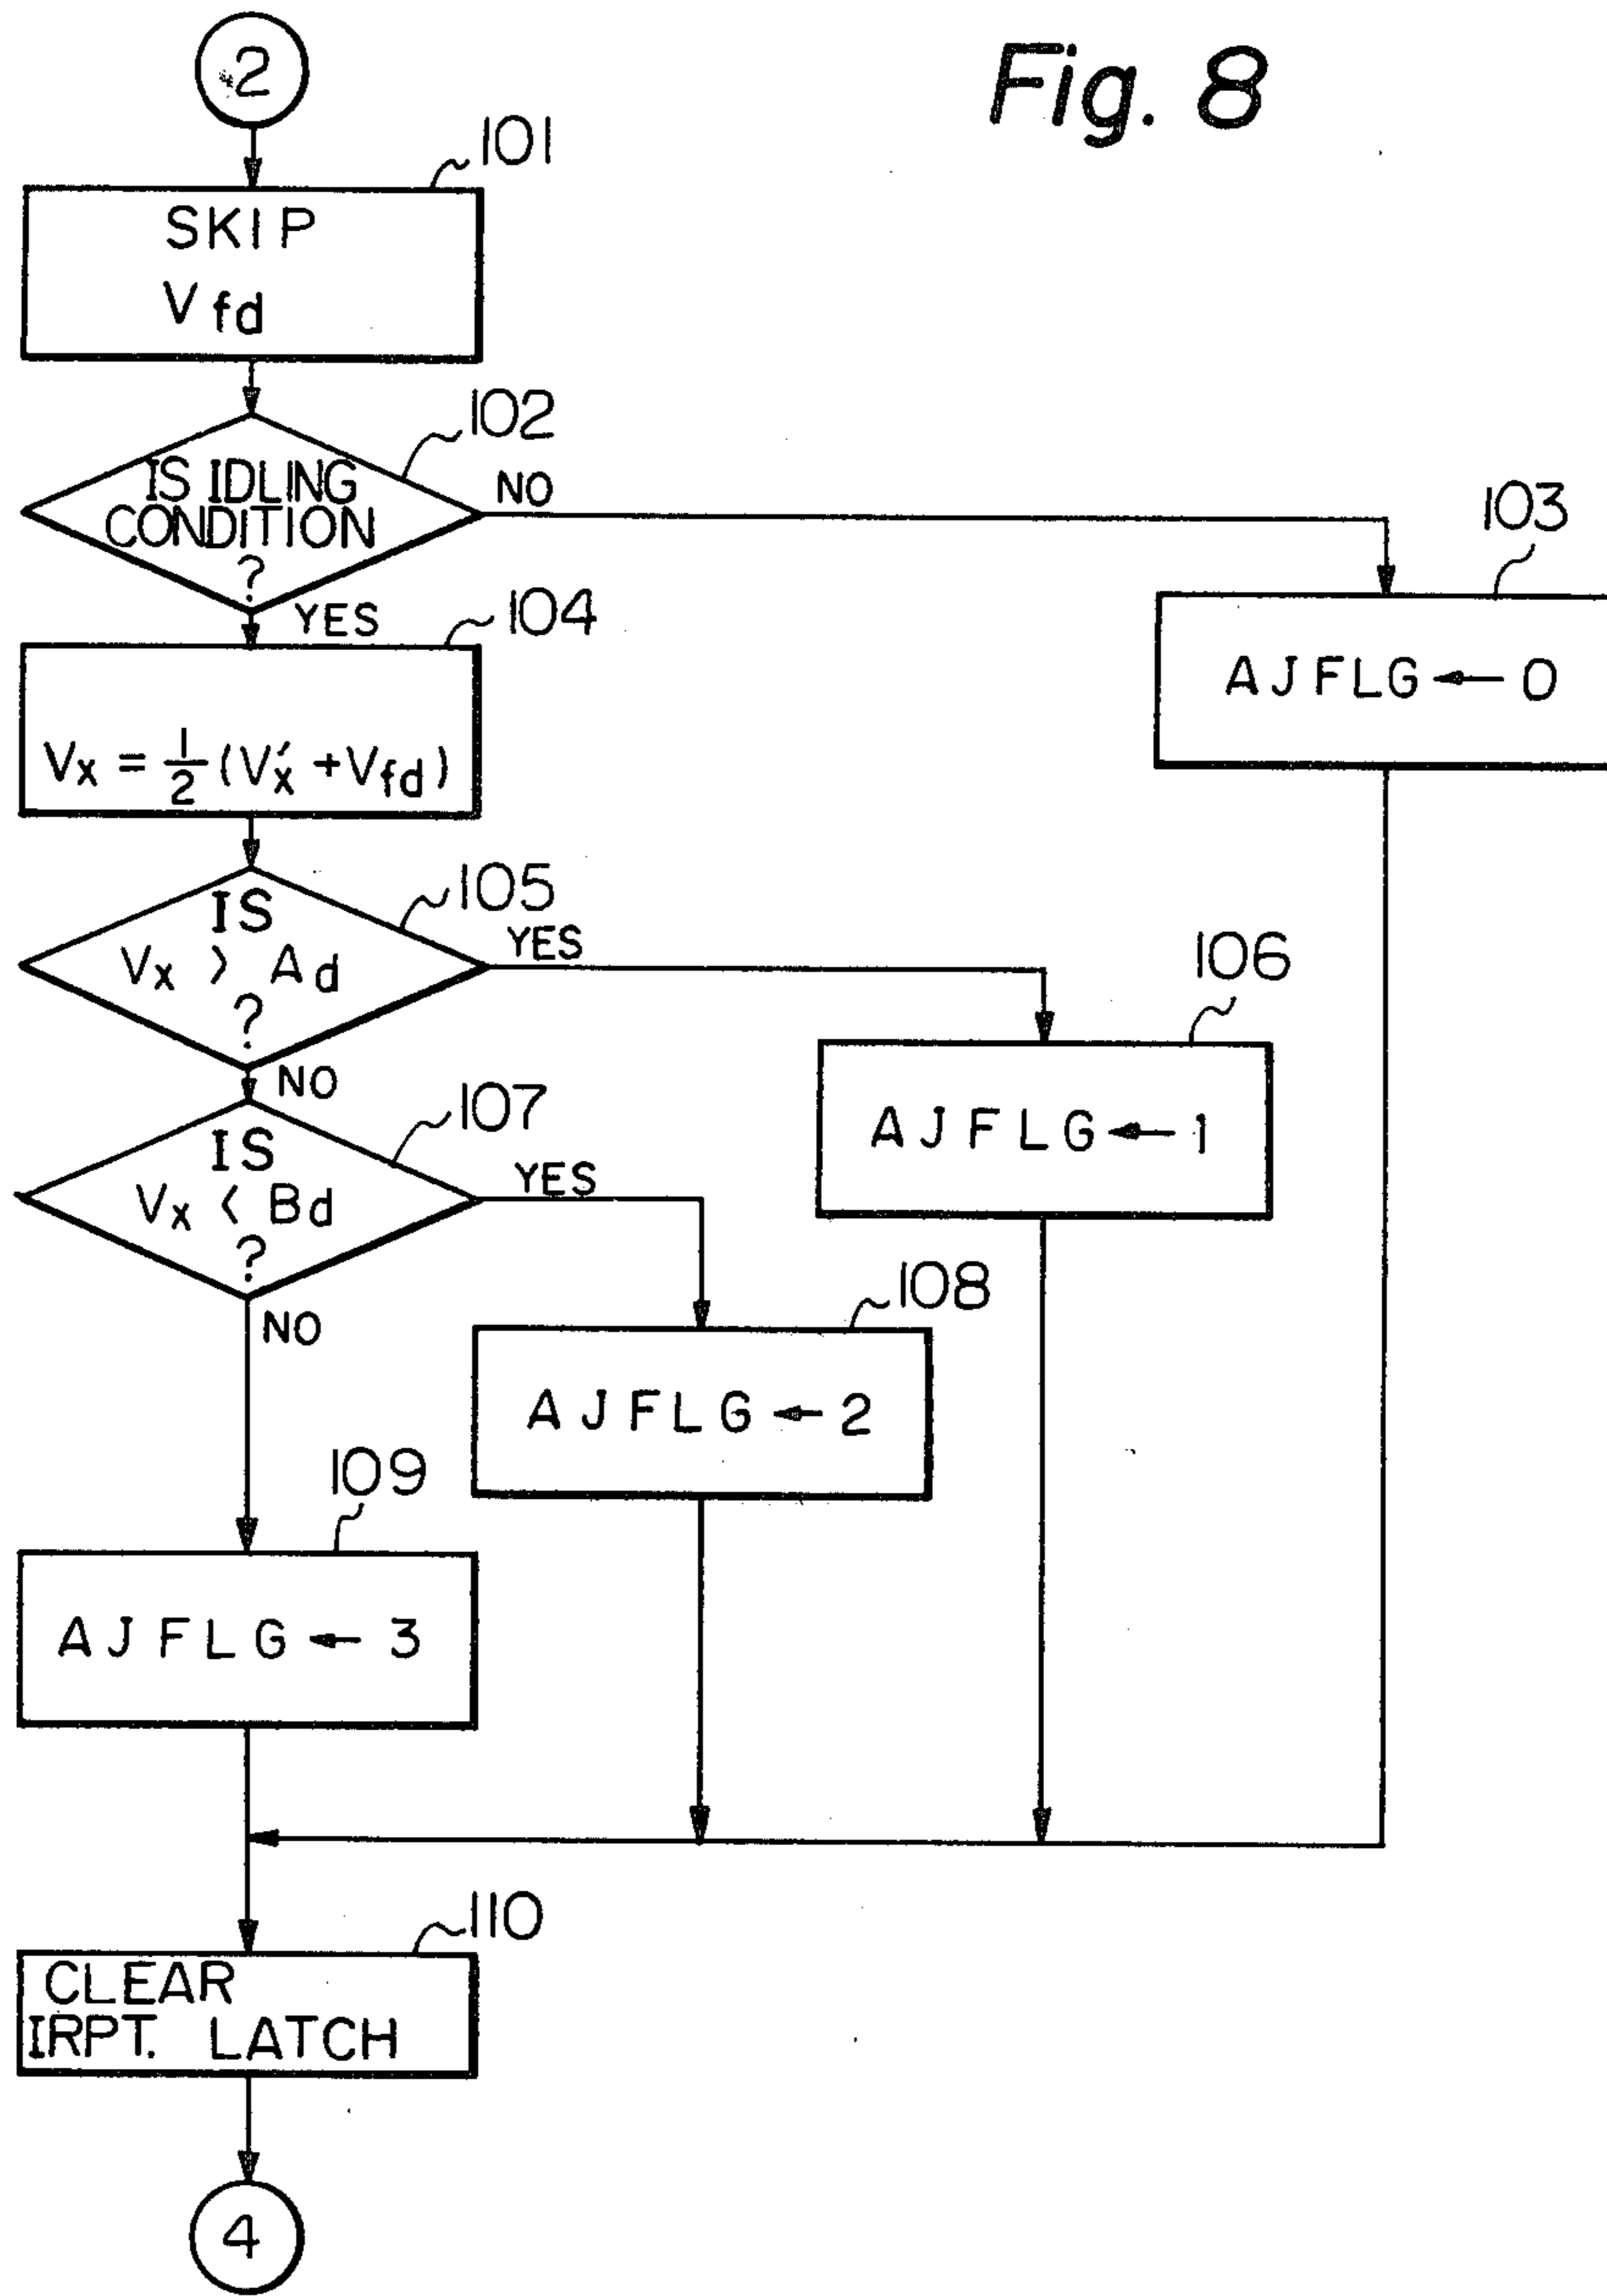 Fig. 8
2
101
SKIP
Vfd
102
IS IDLING
CONDITION
?
NO
YES
103
AJFLG ← 0
104
Vx = 1/2 (Vx' + Vfd)
105
IS
Vx > Ad
?
YES
NO
106
AJFLG ← 1
107
IS
Vx < Bd
?
YES
NO
108
AJFLG ← 2
109
AJFLG ← 3
110
CLEAR
IRPT. LATCH
4